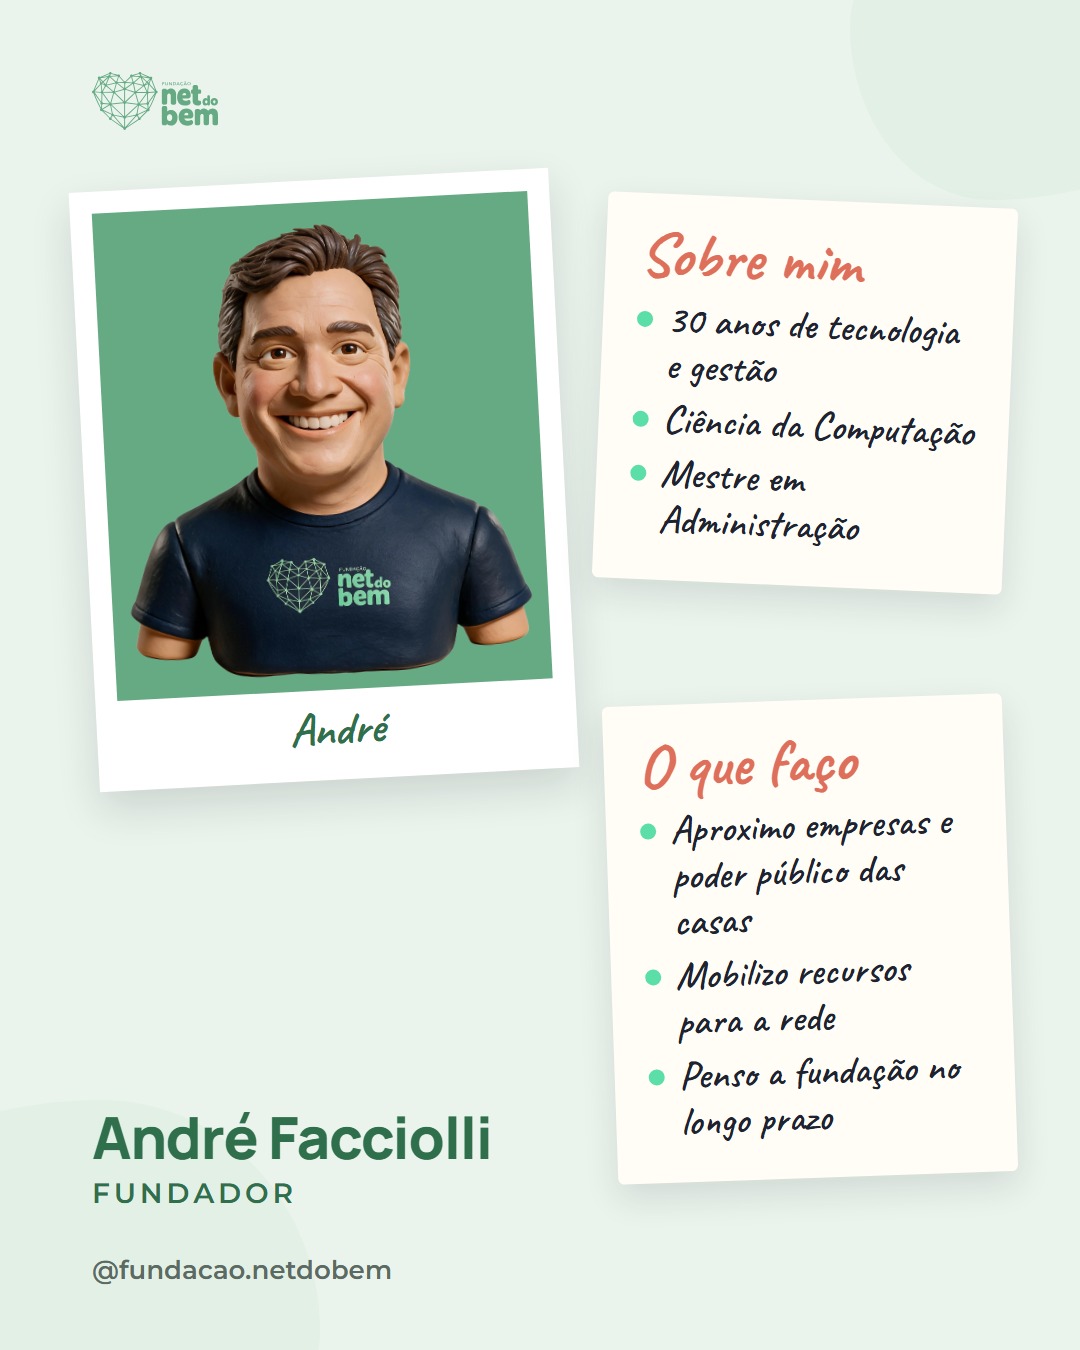 FUNDAÇÃO
net do
bem
Sobre mim
30 anos de tecnologia
e gestão
Ciência da Computação
Mestre em
Administração
FUNDAÇÃO
net do
bem
André
O que faço
Aproximo empresas e
poder público das
casas
Mobilizo recursos
para a rede
Penso a fundação no
longo prazo
André Facciolli
FUNDADOR
@fundacao.netdobem